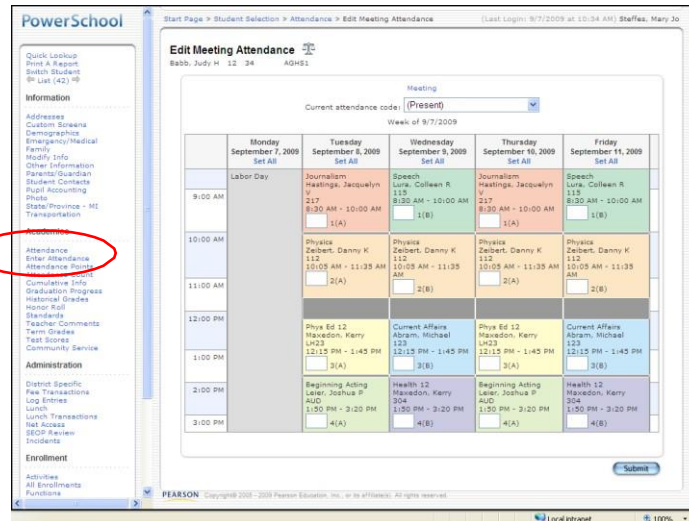 PowerSchool
Start Page > Student Selection > Attendance > Edit Meeting Attendance
(Last Login: 9/7/2009 at 10:34 AM) Steffes, Mary Jo
Quick Lookup
Print A Report
Switch Student
List (42)
Information
Addresses
Custom Screens
Demographics
Emergency/Medical
Family
Modify Info
Other Information
Parents/Guardian
Student Contacts
Pupil Accounting
Photo
State/Province - MI
Transportation
Academics
Attendance
Enter Attendance
Attendance Points
Attendance Count
Cumulative Info
Graduation Progress
Historical Grades
Honor Roll
Standards
Teacher Comments
Term Grades
Test Scores
Community Service
Administration
District Specific
Fee Transactions
Log Entries
Lunch
Lunch Transactions
Net Access
SEOP Review
Incidents
Enrollment
Activities
All Enrollments
Functions
Edit Meeting Attendance
Babb, Judy H 12 34 AGHS1
Meeting
Current attendance code: (Present)
Week of 9/7/2009
Monday
September 7, 2009
Set All
Tuesday
September 8, 2009
Set All
Wednesday
September 9, 2009
Set All
Thursday
September 10, 2009
Set All
Friday
September 11, 2009
Set All
Labor Day
9:00 AM
Journalism
Hastings, Jacquelyn
V
217
8:30 AM - 10:00 AM
1(A)
Speech
Lura, Colleen R
115
8:30 AM - 10:00 AM
1(B)
Journalism
Hastings, Jacquelyn
V
217
8:30 AM - 10:00 AM
1(A)
Speech
Lura, Colleen R
115
8:30 AM - 10:00 AM
1(B)
10:00 AM
11:00 AM
Physics
Zeibert, Danny K
112
10:05 AM - 11:35 AM
2(A)
Physics
Zeibert, Danny K
112
10:05 AM - 11:35
AM
2(B)
Physics
Zeibert, Danny K
112
10:05 AM - 11:35 AM
2(A)
Physics
Zeibert, Danny K
112
10:05 AM - 11:35
AM
2(B)
12:00 PM
1:00 PM
Phys Ed 12
Maxedon, Kerry
LH23
12:15 PM - 1:45 PM
3(A)
Current Affairs
Abram, Michael
123
12:15 PM - 1:45 PM
3(B)
Phys Ed 12
Maxedon, Kerry
LH23
12:15 PM - 1:45 PM
3(A)
Current Affairs
Abram, Michael
123
12:15 PM - 1:45 PM
3(B)
2:00 PM
3:00 PM
Beginning Acting
Leier, Joshua P
AUD
1:50 PM - 3:20 PM
4(A)
Health 12
Maxedon, Kerry
304
1:50 PM - 3:20 PM
4(B)
Beginning Acting
Leier, Joshua P
AUD
1:50 PM - 3:20 PM
4(A)
Health 12
Maxedon, Kerry
304
1:50 PM - 3:20 PM
4(B)
Submit
PEARSON Copyright© 2005 - 2009 Pearson Education, Inc., or its affiliate(s). All rights reserved.
Local intranet
100%